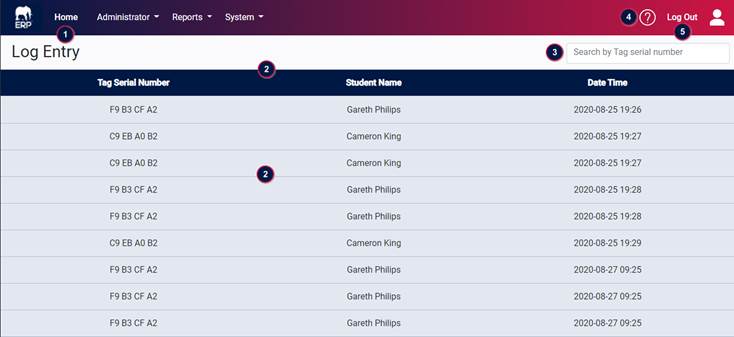 Home Administrator Reports System 4 ? Log Out
ERP
1 5
Log Entry 3 Search by Tag serial number
2
Tag Serial Number Student Name Date Time
F9 B3 CF A2 Gareth Philips 2020-08-25 19:26
C9 EB A0 B2 Cameron King 2020-08-25 19:27
C9 EB A0 B2 Cameron King 2020-08-25 19:27
2
F9 B3 CF A2 Gareth Philips 2020-08-25 19:28
F9 B3 CF A2 Gareth Philips 2020-08-25 19:28
C9 EB A0 B2 Cameron King 2020-08-25 19:29
F9 B3 CF A2 Gareth Philips 2020-08-27 09:25
F9 B3 CF A2 Gareth Philips 2020-08-27 09:25
F9 B3 CF A2 Gareth Philips 2020-08-27 09:25